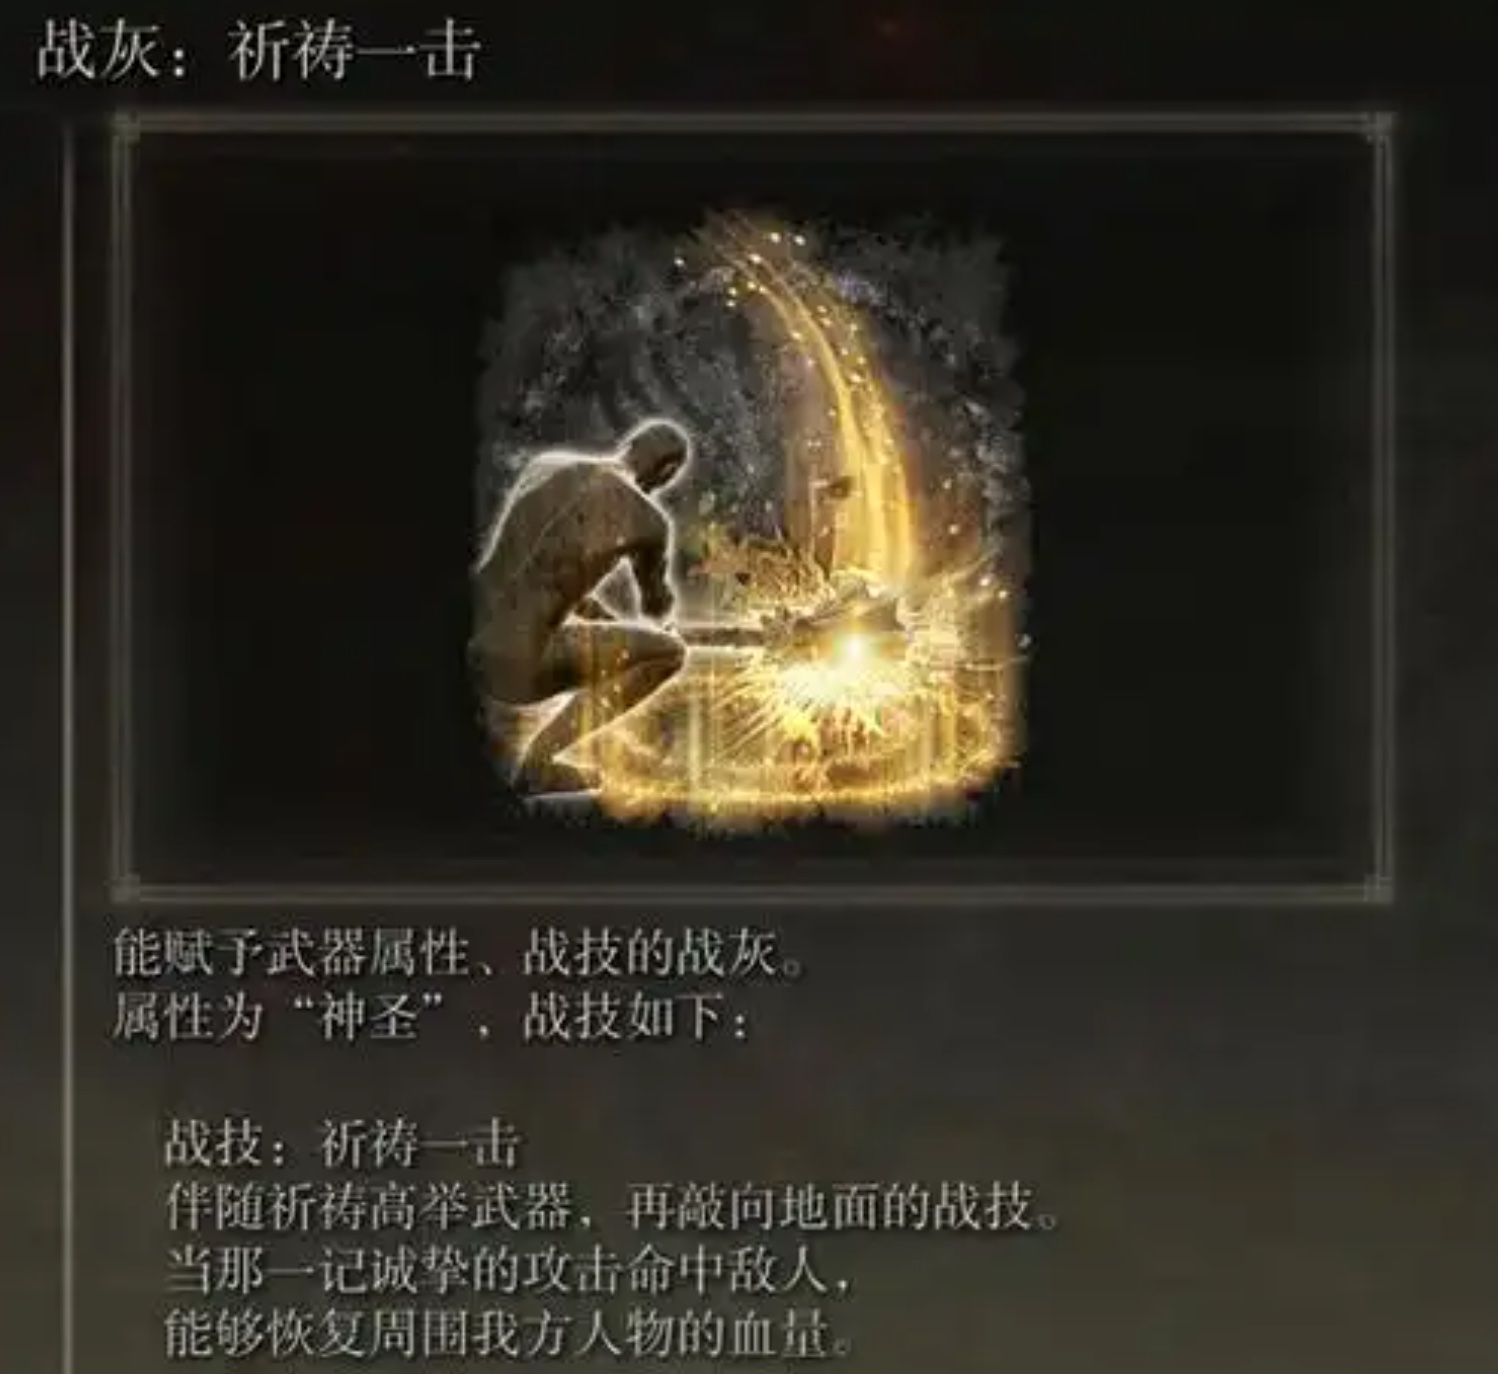 战灰：祈祷一击
能赋予武器属性、战技的战灰。
属性为“神圣”，战技如下：
战技：祈祷一击
伴随祈祷高举武器，再敲向地面的战技。
当那一记诚挚的攻击命中敌人，
能够恢复周围我方人物的血量。